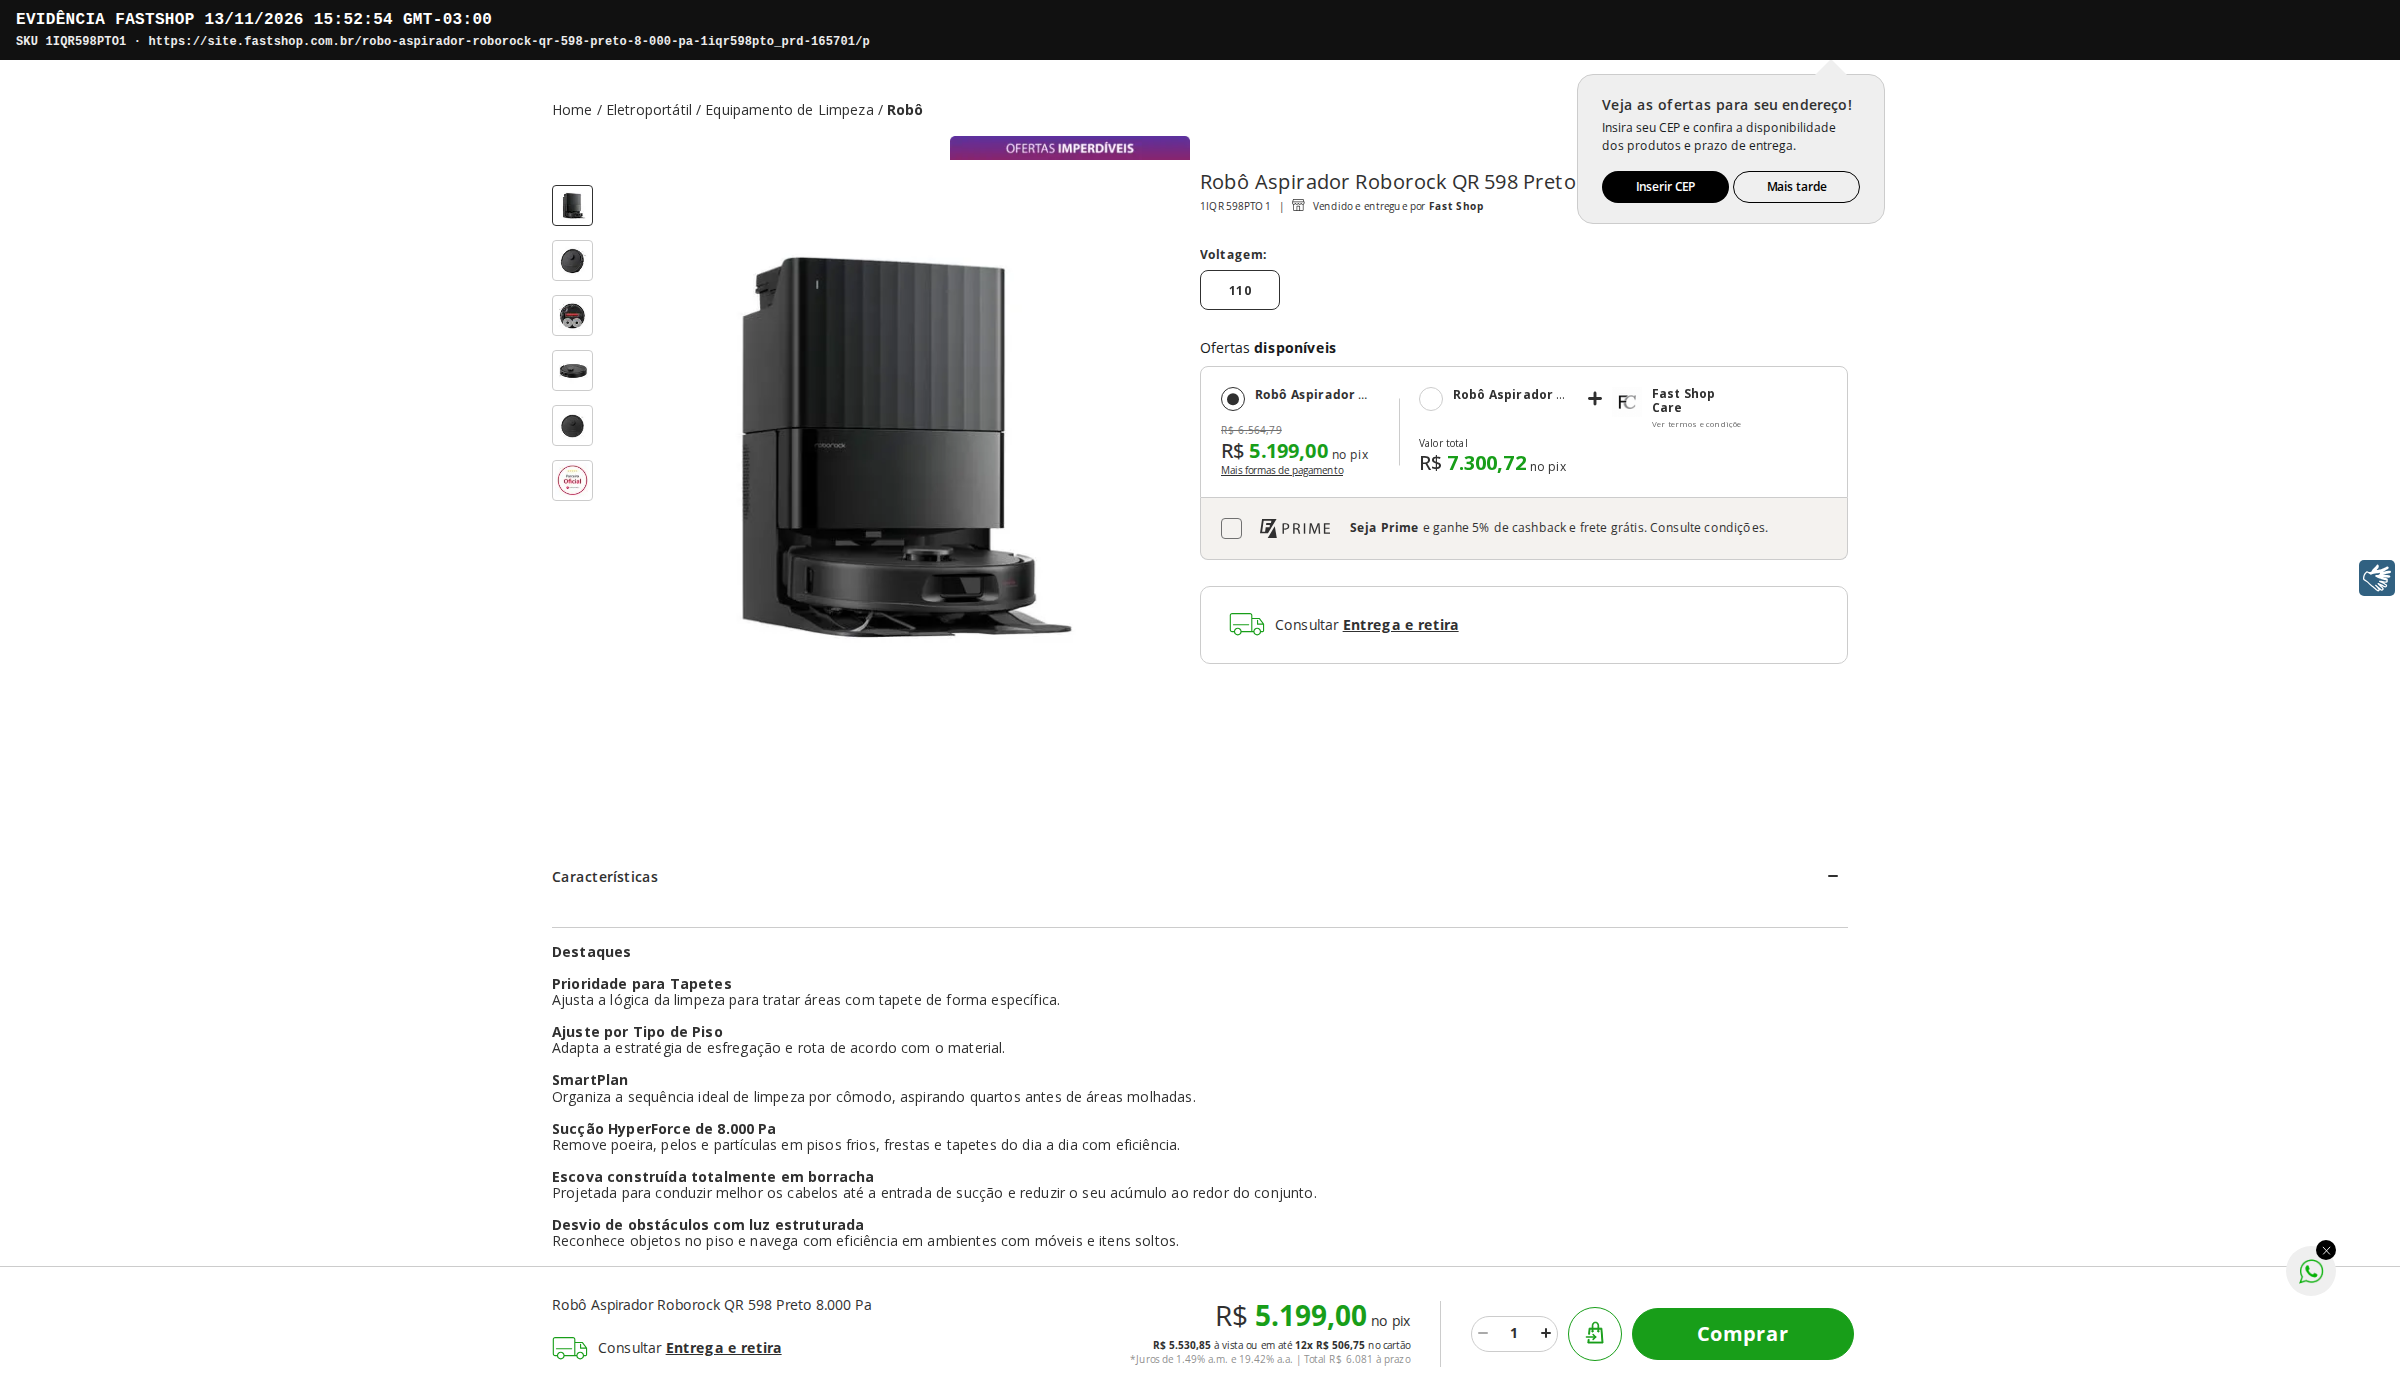 EVIDÊNCIA FASTSHOP 13/11/2026 15:52:54 GMT-03:00
SKU 1IQR598PTO1 · https://site.fastshop.com.br/robo-aspirador-roborock-qr-598-preto-8-000-pa-1iqr598pto_prd-165701/p
Home / Eletroportátil / Equipamento de Limpeza / Robô
Veja as ofertas para seu endereço!
Insira seu CEP e confira a disponibilidade
dos produtos e prazo de entrega.
Inserir CEP
Mais tarde
OFERTAS IMPERDÍVEIS
Robô Aspirador Roborock QR 598 Preto
1IQR598PTO1 | Vendido e entregue por Fast Shop
Voltagem:
110
Ofertas disponíveis
Robô Aspirador ...
R$ 6.564,79
R$ 5.199,00 no pix
Mais formas de pagamento
Robô Aspirador ...
Valor total
R$ 7.300,72 no pix
+
FC
Fast Shop
Care
Ver termos e condiçõe
PRIME
Seja Prime e ganhe 5% de cashback e frete grátis. Consulte condições.
Consultar Entrega e retira
roborock
Oficial
Características
Destaques
Prioridade para Tapetes
Ajusta a lógica da limpeza para tratar áreas com tapete de forma específica.
Ajuste por Tipo de Piso
Adapta a estratégia de esfregação e rota de acordo com o material.
SmartPlan
Organiza a sequência ideal de limpeza por cômodo, aspirando quartos antes de áreas molhadas.
Sucção HyperForce de 8.000 Pa
Remove poeira, pelos e partículas em pisos frios, frestas e tapetes do dia a dia com eficiência.
Escova construída totalmente em borracha
Projetada para conduzir melhor os cabelos até a entrada de sucção e reduzir o seu acúmulo ao redor do conjunto.
Desvio de obstáculos com luz estruturada
Reconhece objetos no piso e navega com eficiência em ambientes com móveis e itens soltos.
Robô Aspirador Roborock QR 598 Preto 8.000 Pa
Consultar Entrega e retira
R$ 5.199,00 no pix
R$ 5.530,85 à vista ou em até 12x R$ 506,75 no cartão
*Juros de 1.49% a.m. e 19.42% a.a. | Total R$ 6.081 à prazo
− 1 +
Comprar